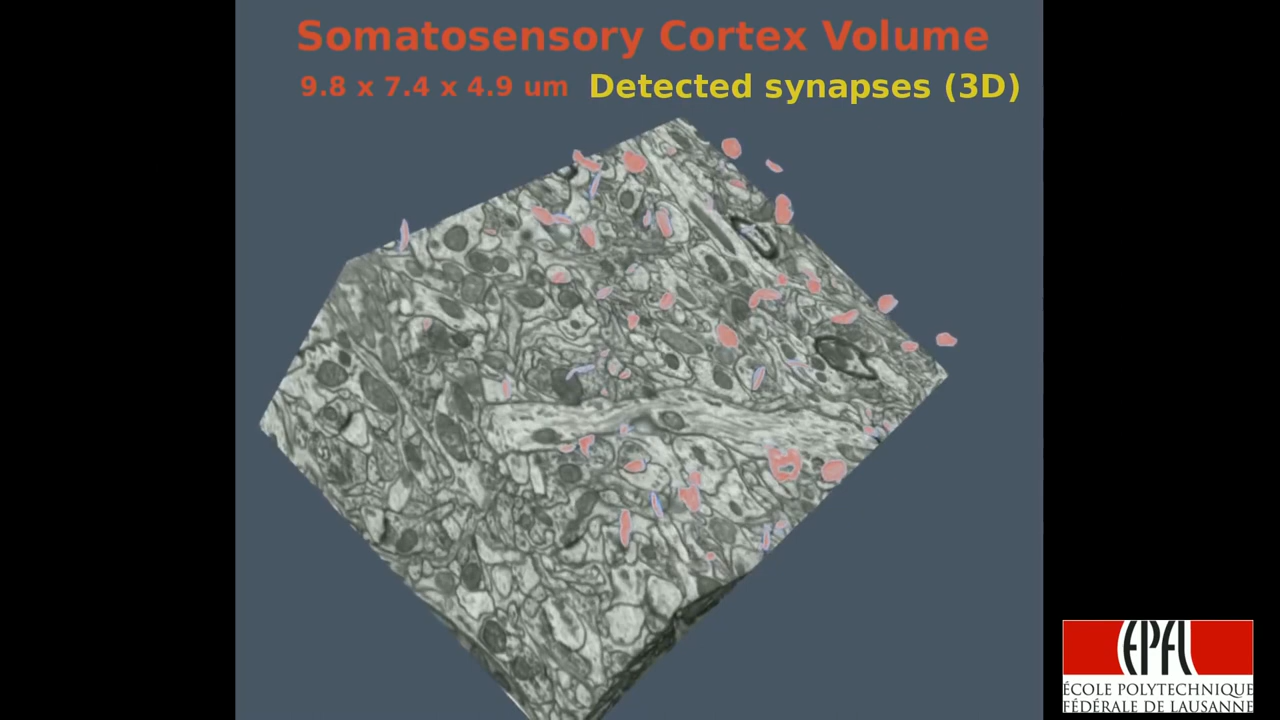 Somatosensory Cortex Volume
9.8 x 7.4 x 4.9 um Detected synapses (3D)
EPFL
ÉCOLE POLYTECHNIQUE
FÉDÉRALE DE LAUSANNE